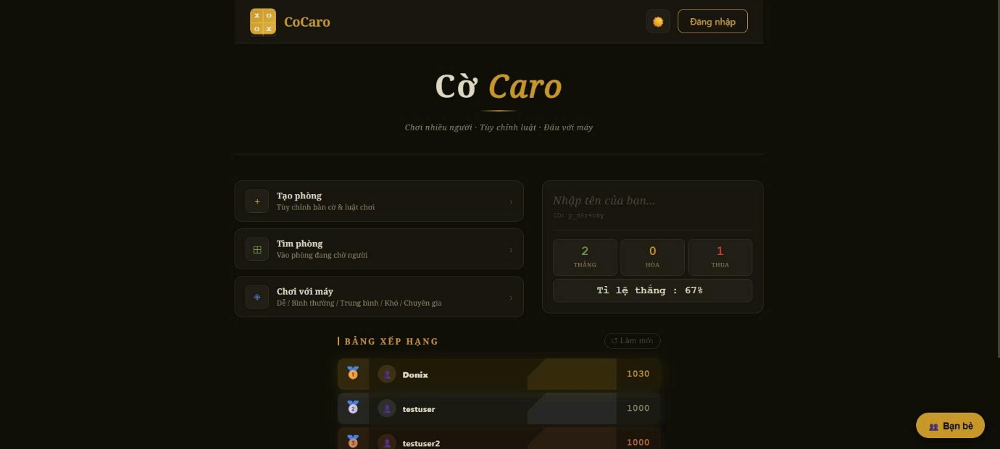 X O
O X
CoCaro
Đăng nhập
Cờ Caro
Chơi nhiều người · Tùy chỉnh luật · Đấu với máy
Tạo phòng
Tùy chỉnh bàn cờ & luật chơi
Tìm phòng
Vào phòng đang chờ người
Chơi với máy
Dễ / Bình thường / Trung bình / Khó / Chuyên gia
Nhập tên của bạn...
ID:
2
THẮNG
0
HÒA
1
THUA
Tỉ lệ thắng : 67%
BẢNG XẾP HẠNG
Làm mới
1
Donix
1030
2
testuser
1000
3
testuser2
1000
Bạn bè